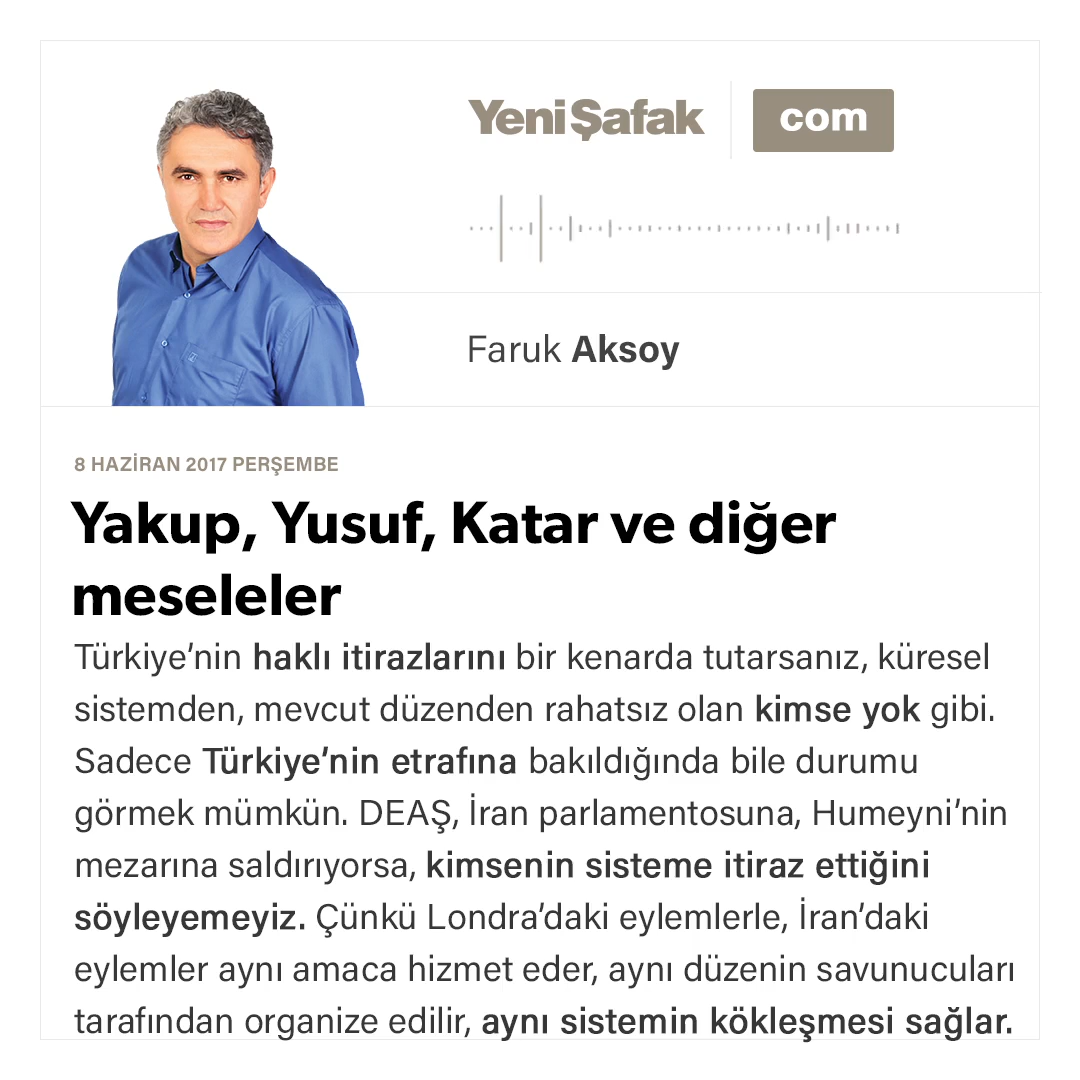 YeniŞafak com
Faruk Aksoy
8 HAZİRAN 2017 PERŞEMBE
Yakup, Yusuf, Katar ve diğer
meseleler
Türkiye’nin haklı itirazlarını bir kenarda tutarsanız, küresel
sistemden, mevcut düzenden rahatsız olan kimse yok gibi.
Sadece Türkiye’nin etrafına bakıldığında bile durumu
görmek mümkün. DEAŞ, İran parlamentosuna, Humeyni’nin
mezarına saldırıyorsa, kimsenin sisteme itiraz ettiğini
söyleyemeyiz. Çünkü Londra’daki eylemlerle, İran’daki
eylemler aynı amaca hizmet eder, aynı düzenin savunucuları
tarafından organize edilir, aynı sistemin kökleşmesi sağlar.